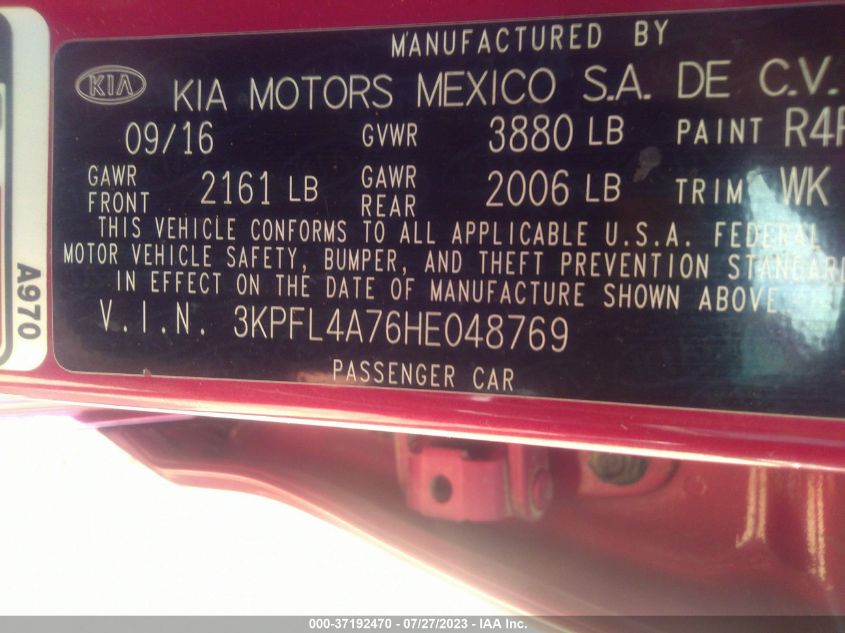 MANUFACTURED BY
KIA KIA MOTORS MEXICO S.A. DE C.V.
09/16 GVWR 3880 LB PAINT
GAWR FRONT 2161 LB GAWR REAR 2006 LB TRIM WK
THIS VEHICLE CONFORMS TO ALL APPLICABLE U.S.A. FEDERAL
MOTOR VEHICLE SAFETY, BUMPER, AND THEFT PREVENTION
IN EFFECT ON THE DATE OF MANUFACTURE SHOWN ABOVE.
V.I.N. 3KPFL4A76HE048769
PASSENGER CAR
A970
000-37192470 - 07/27/2023 - IAA Inc.